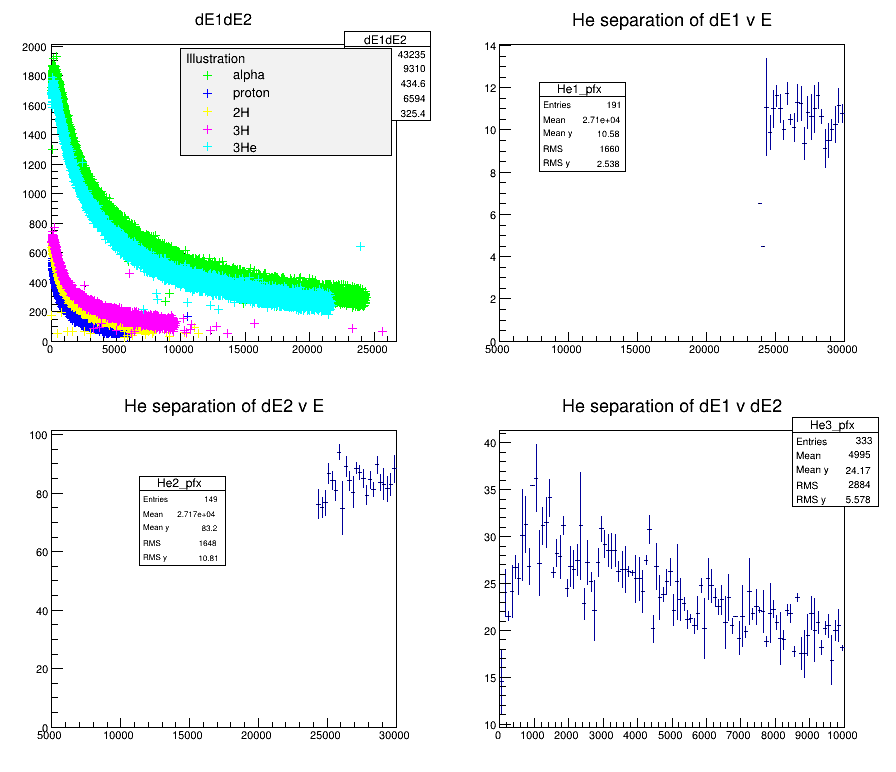 dE1dE2
dE1dE2
43235
9310
434.6
6594
325.4
Illustration
alpha
proton
2H
3H
3He
2000
1800
1600
1400
1200
1000
800
600
400
200
0
0 5000 10000 15000 20000 25000
He separation of dE1 v E
14
12
10
8
6
4
2
0
He1_pfx
Entries 191
Mean 2.71e+04
Mean y 10.58
RMS 1660
RMS y 2.538
5000 10000 15000 20000 25000 30000
He separation of dE2 v E
100
80
60
40
20
0
He2_pfx
Entries 149
Mean 2.717e+04
Mean y 83.2
RMS 1648
RMS y 10.81
5000 10000 15000 20000 25000 30000
He separation of dE1 v dE2
He3_pfx
Entries 333
Mean 4995
Mean y 24.17
RMS 2884
RMS y 5.578
40
35
30
25
20
15
10
0 1000 2000 3000 4000 5000 6000 7000 8000 9000 10000